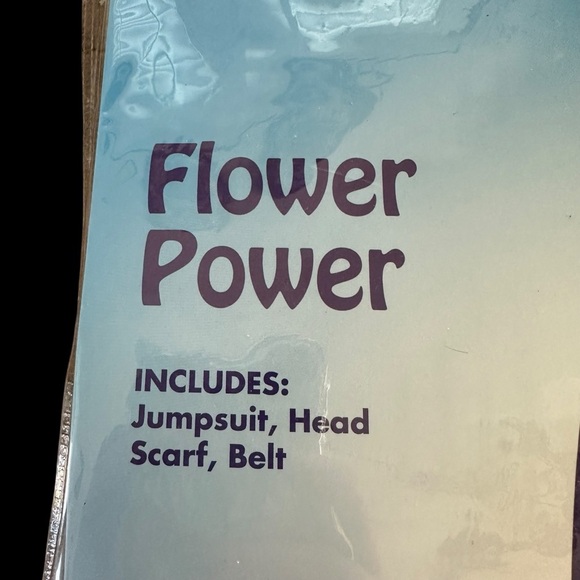 Flower
Power
INCLUDES:
Jumpsuit, Head
Scarf, Belt